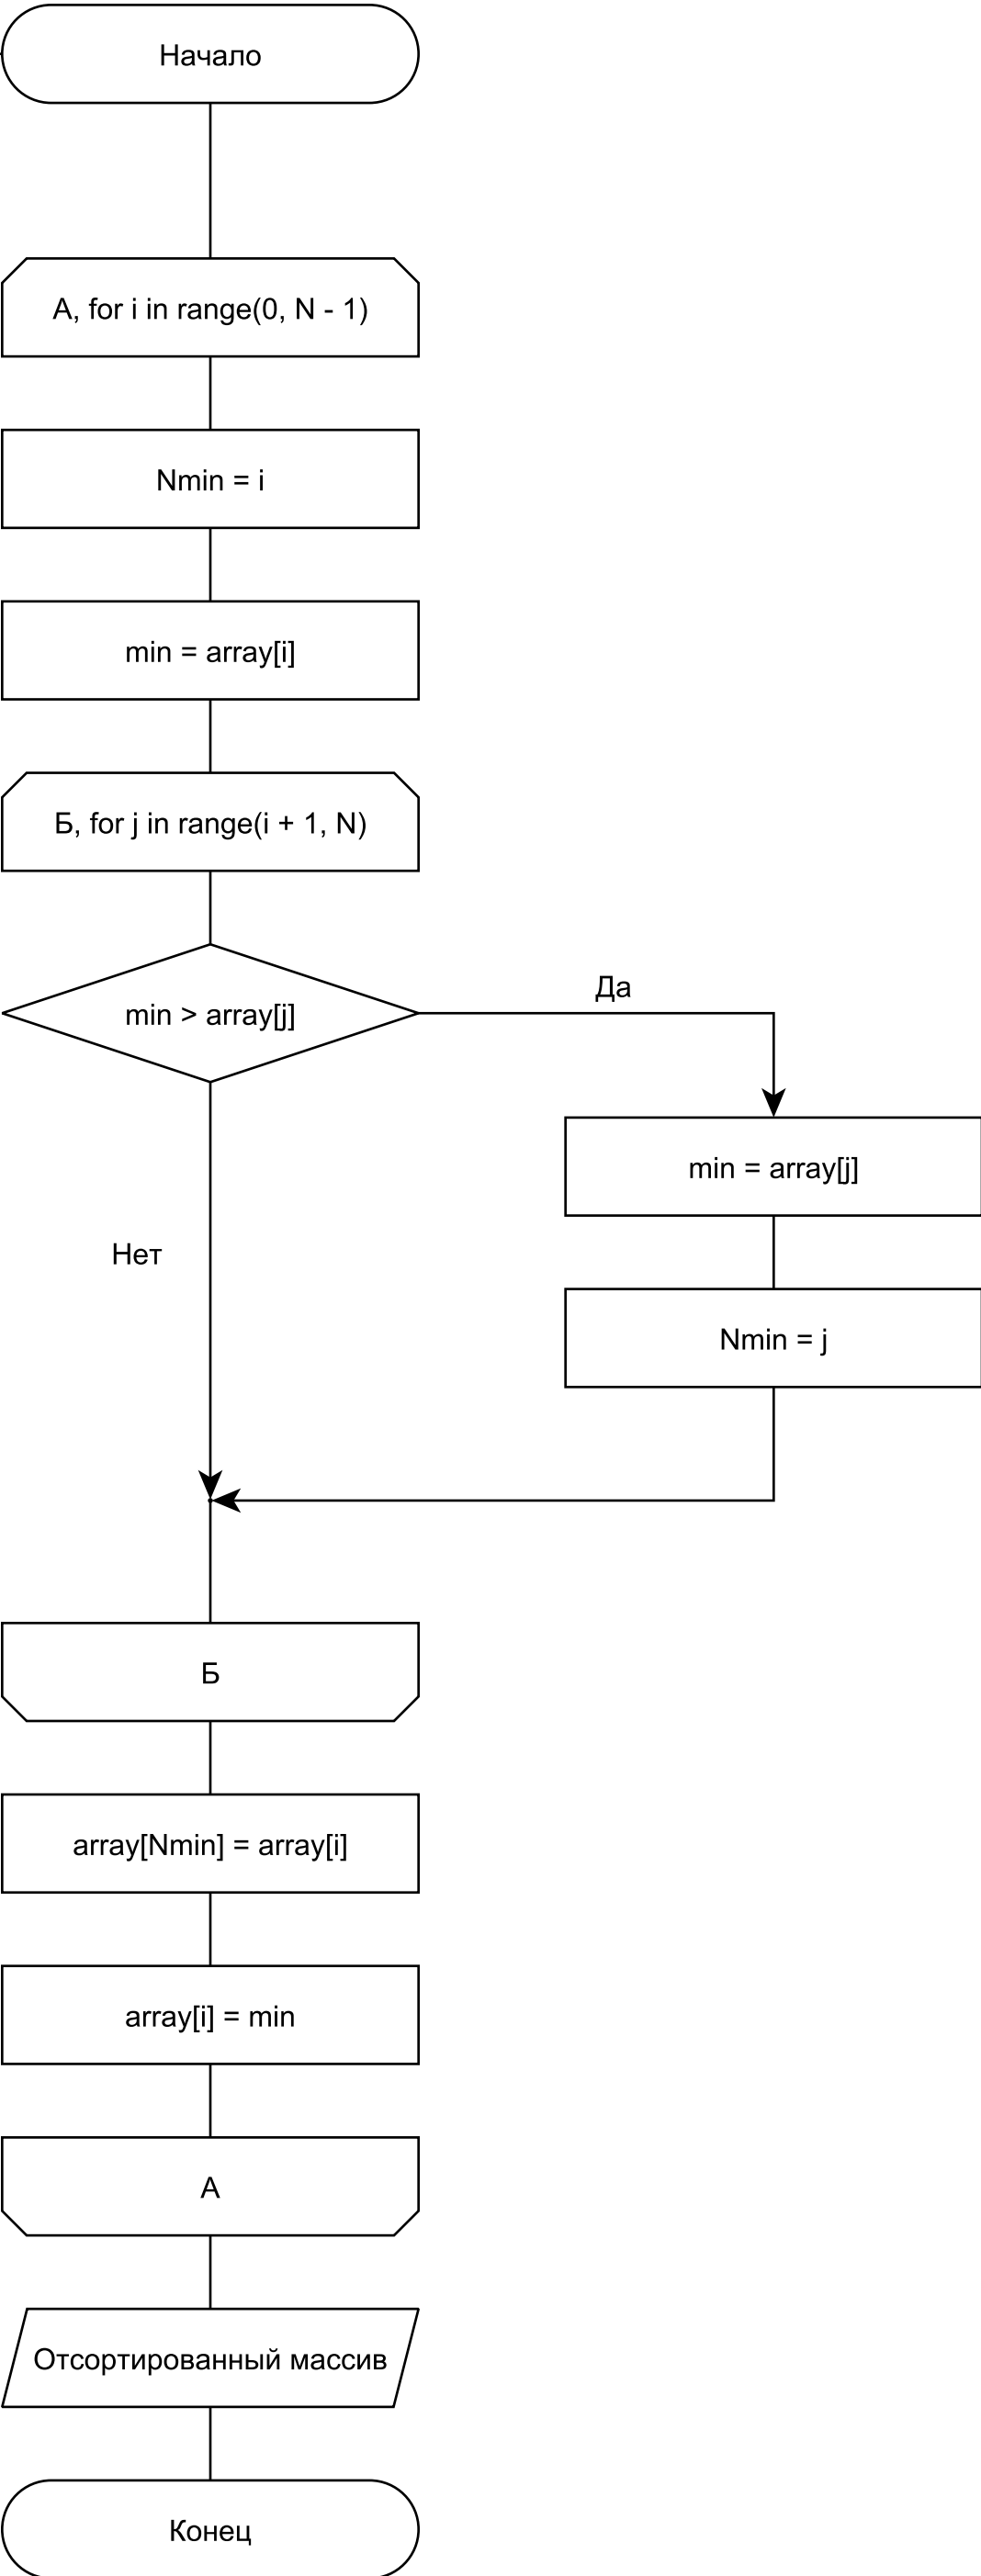 Начало
А, for i in range(0, N - 1)
Nmin = i
min = array[i]
Б, for j in range(i + 1, N)
min > array[j]
Да
min = array[j]
Нет
Nmin = j
Б
array[Nmin] = array[i]
array[i] = min
А
Отсортированный массив
Конец